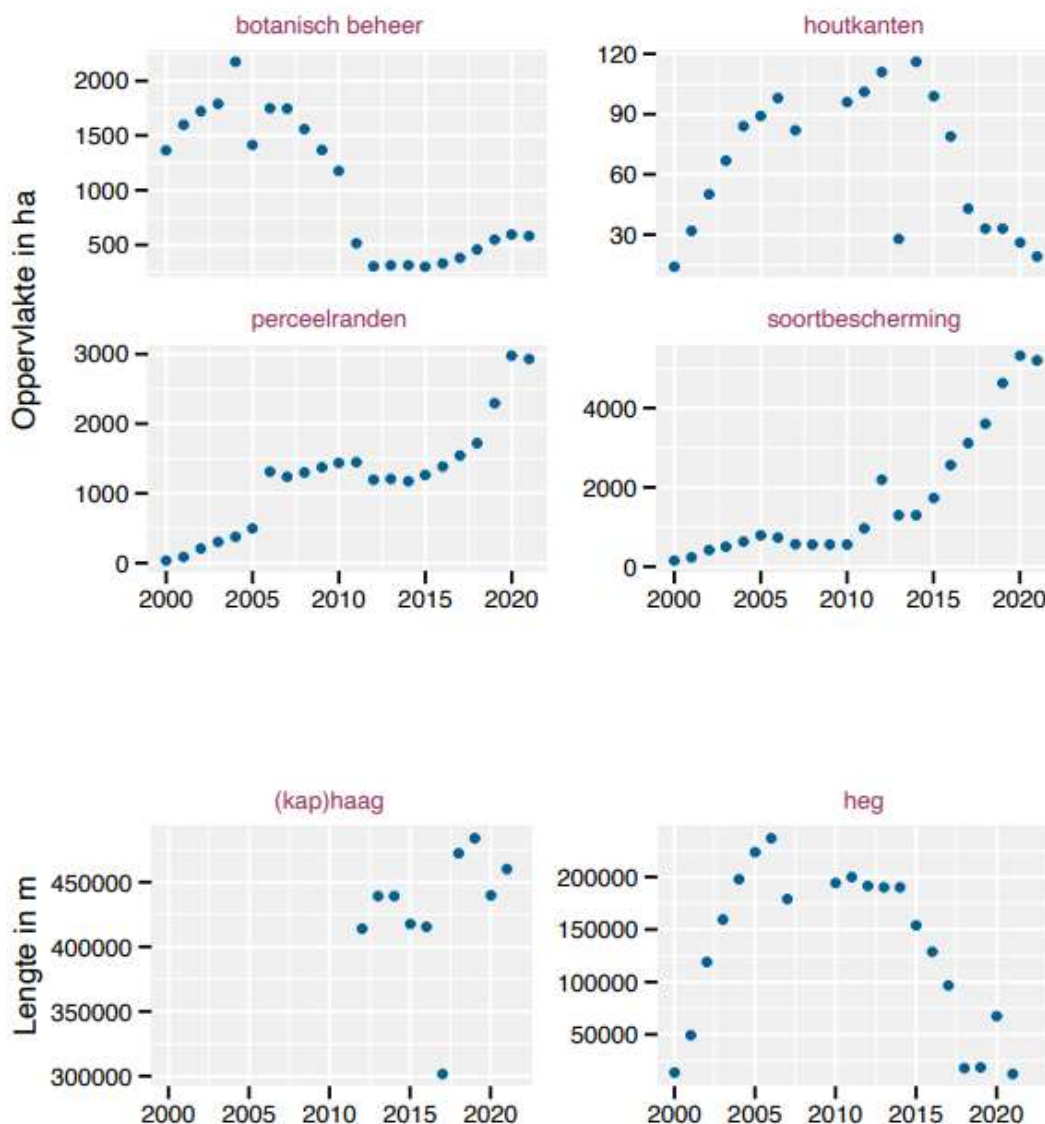 botanisch beheer
houtkanten
2000
1500
1000
500
120
90
60
30
Oppervlakte in ha
perceelranden
soortbescherming
3000
2000
1000
0
4000
2000
0
2000 2005 2010 2015 2020
2000 2005 2010 2015 2020
(kap)haag
heg
Lengte in m
450000
400000
350000
300000
200000
150000
100000
50000
2000 2005 2010 2015 2020
2000 2005 2010 2015 2020